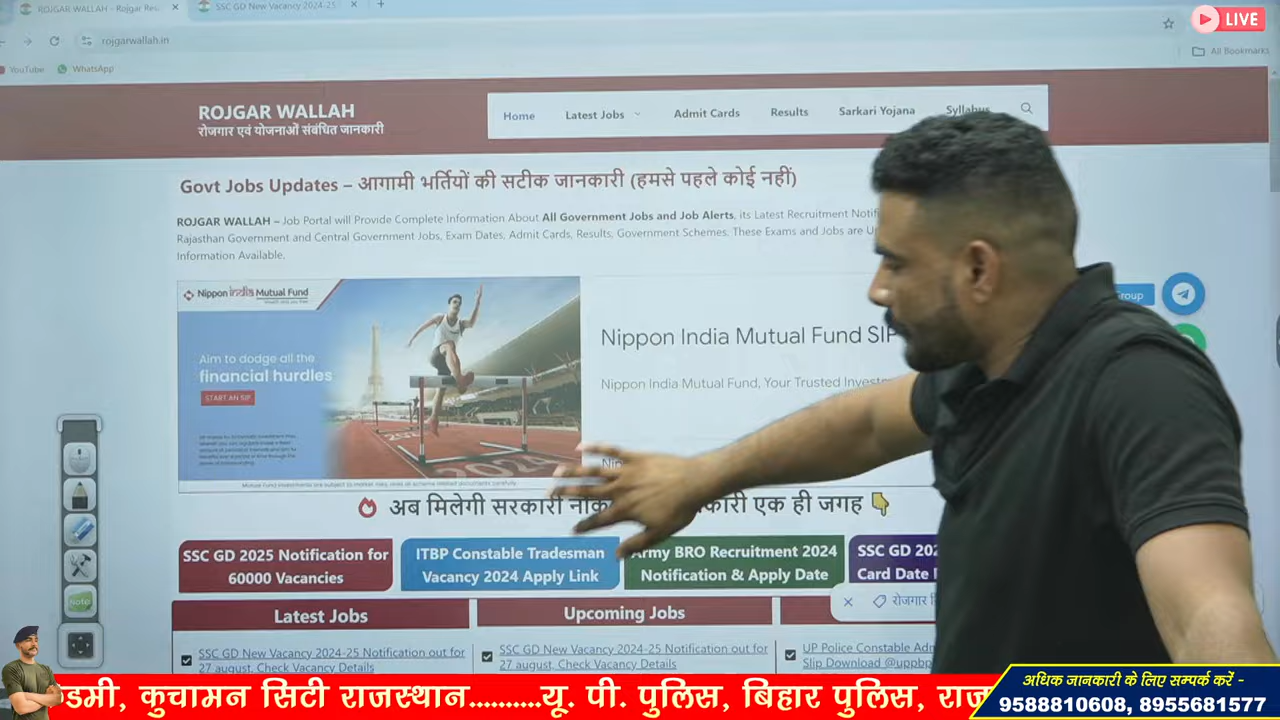 ROJGAR WALLAH - Rojgar Res
SSC GD New Vacancy 2024-25
LIVE
rojgarwallah.in
All Bookmarks
YouTube
WhatsApp
ROJGAR WALLAH
रोजगार एवं योजनाओं संबंधित जानकारी
Home Latest Jobs Admit Cards Results Sarkari Yojana Syllabus
Govt Jobs Updates – आगामी भर्तियों की सटीक जानकारी (हमसे पहले कोई नहीं)
ROJGAR WALLAH – Job Portal will Provide Complete Information About All Government Jobs and Job Alerts, its Latest Recruitment Notif
Rajasthan Government and Central Government Jobs, Exam Dates, Admit Cards, Results, Government Schemes. These Exams and Jobs are
Information Available.
Nippon india Mutual Fund
Aim to dodge all the
financial hurdles
START AN SIP
Nippon India Mutual Fund SIP
Nippon India Mutual Fund, Your Trusted
roup
अब मिलेगी सरकारी एक ही जगह
SSC GD 2025 Notification for
60000 Vacancies
ITBP Constable Tradesman
Vacancy 2024 Apply Link
Army BRO Recruitment 2024
Notification & Apply Date
SSC GD 202
Card Date
रोजगार
Latest Jobs
Upcoming Jobs
SSC GD New Vacancy 2024-25 Notification out for
27 august, Check Vacancy Details
SSC GD New Vacancy 2024-25 Notification out for
27 august, Check Vacancy Details
UP Police Constable Adm
Slip Download @uppbp
डमी, कुचामन सिटी राजस्थान..........यू. पी. पुलिस, बिहार पुलिस, राज
अधिक जानकारी के लिए सम्पर्क करें -
9588810608, 8955681577